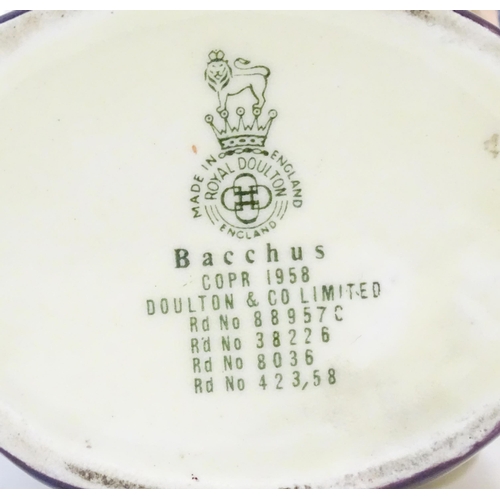 MADE IN ENGLAND
ROYAL DOULTON
ENGLAND
Bacchus
COPR 1958
DOULTON & CO LIMITED
Rd No 88957C
Rd No 38226
Rd No 8036
Rd No 423,58